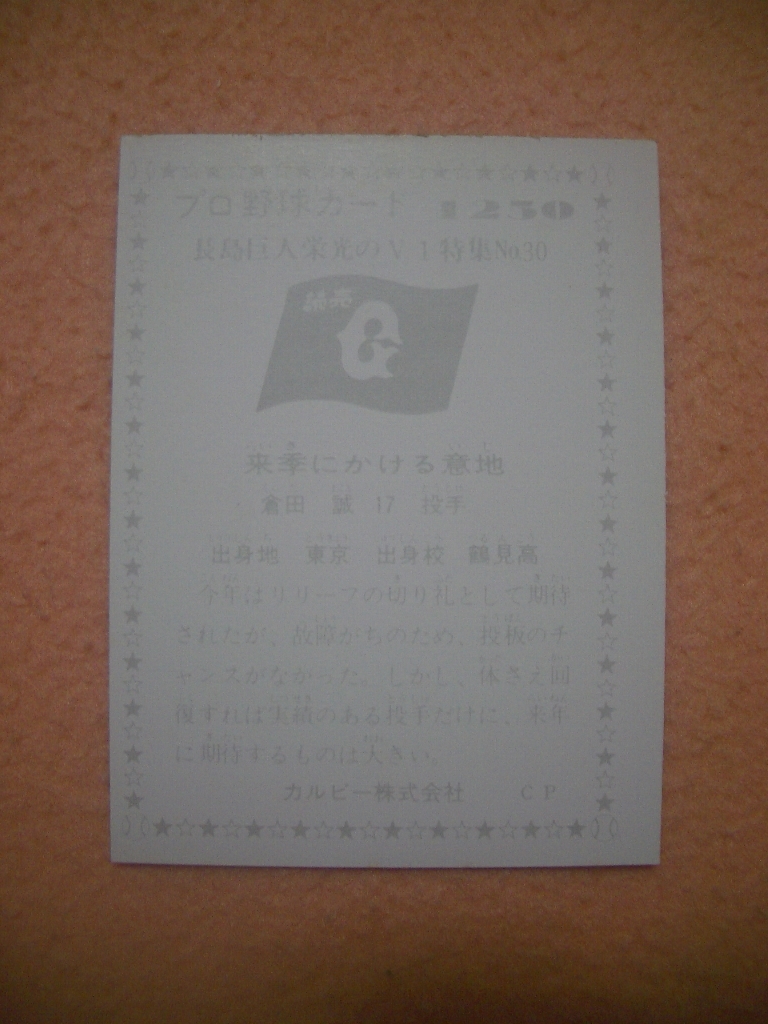 プロ野球カード 1250
長島巨人栄光のV1特集No.30
読売
G
来季にかける意地
倉田 誠 17 投手
出身地 東京 出身校 鶴見高
今年はリリーフの切り札として期待
されたが、故障がちのため、投板のチ
ャンスがなかった。しかし、体さえ回
復すれば実績のある投手だけに、来年
に期待するものは大きい。
カルビー株式会社 CP